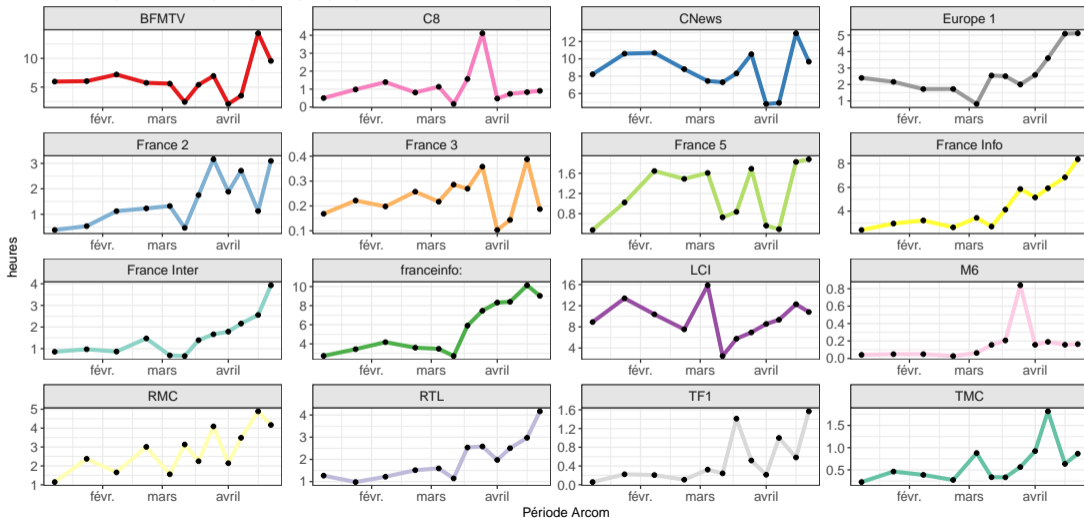 BFMTV
C8
CNews
Europe 1
10
5
févr.
mars
avril
4
3
2
1
0
févr.
mars
avril
12
10
8
6
févr.
mars
avril
5
4
3
2
1
févr.
mars
avril
France 2
France 3
France 5
France Info
3
2
1
févr.
mars
avril
0.4
0.3
0.2
0.1
févr.
mars
avril
1.6
1.2
0.8
févr.
mars
avril
8
6
4
févr.
mars
avril
heures
France Inter
franceinfo:
LCI
M6
4
3
2
1
févr.
mars
avril
10
8
6
4
févr.
mars
avril
16
12
8
4
févr.
mars
avril
0.8
0.6
0.4
0.2
0.0
févr.
mars
avril
RMC
RTL
TF1
TMC
5
4
3
2
1
févr.
mars
avril
4
3
2
1
févr.
mars
avril
1.6
1.2
0.8
0.4
0.0
févr.
mars
avril
1.5
1.0
0.5
févr.
mars
avril
Période Arcom